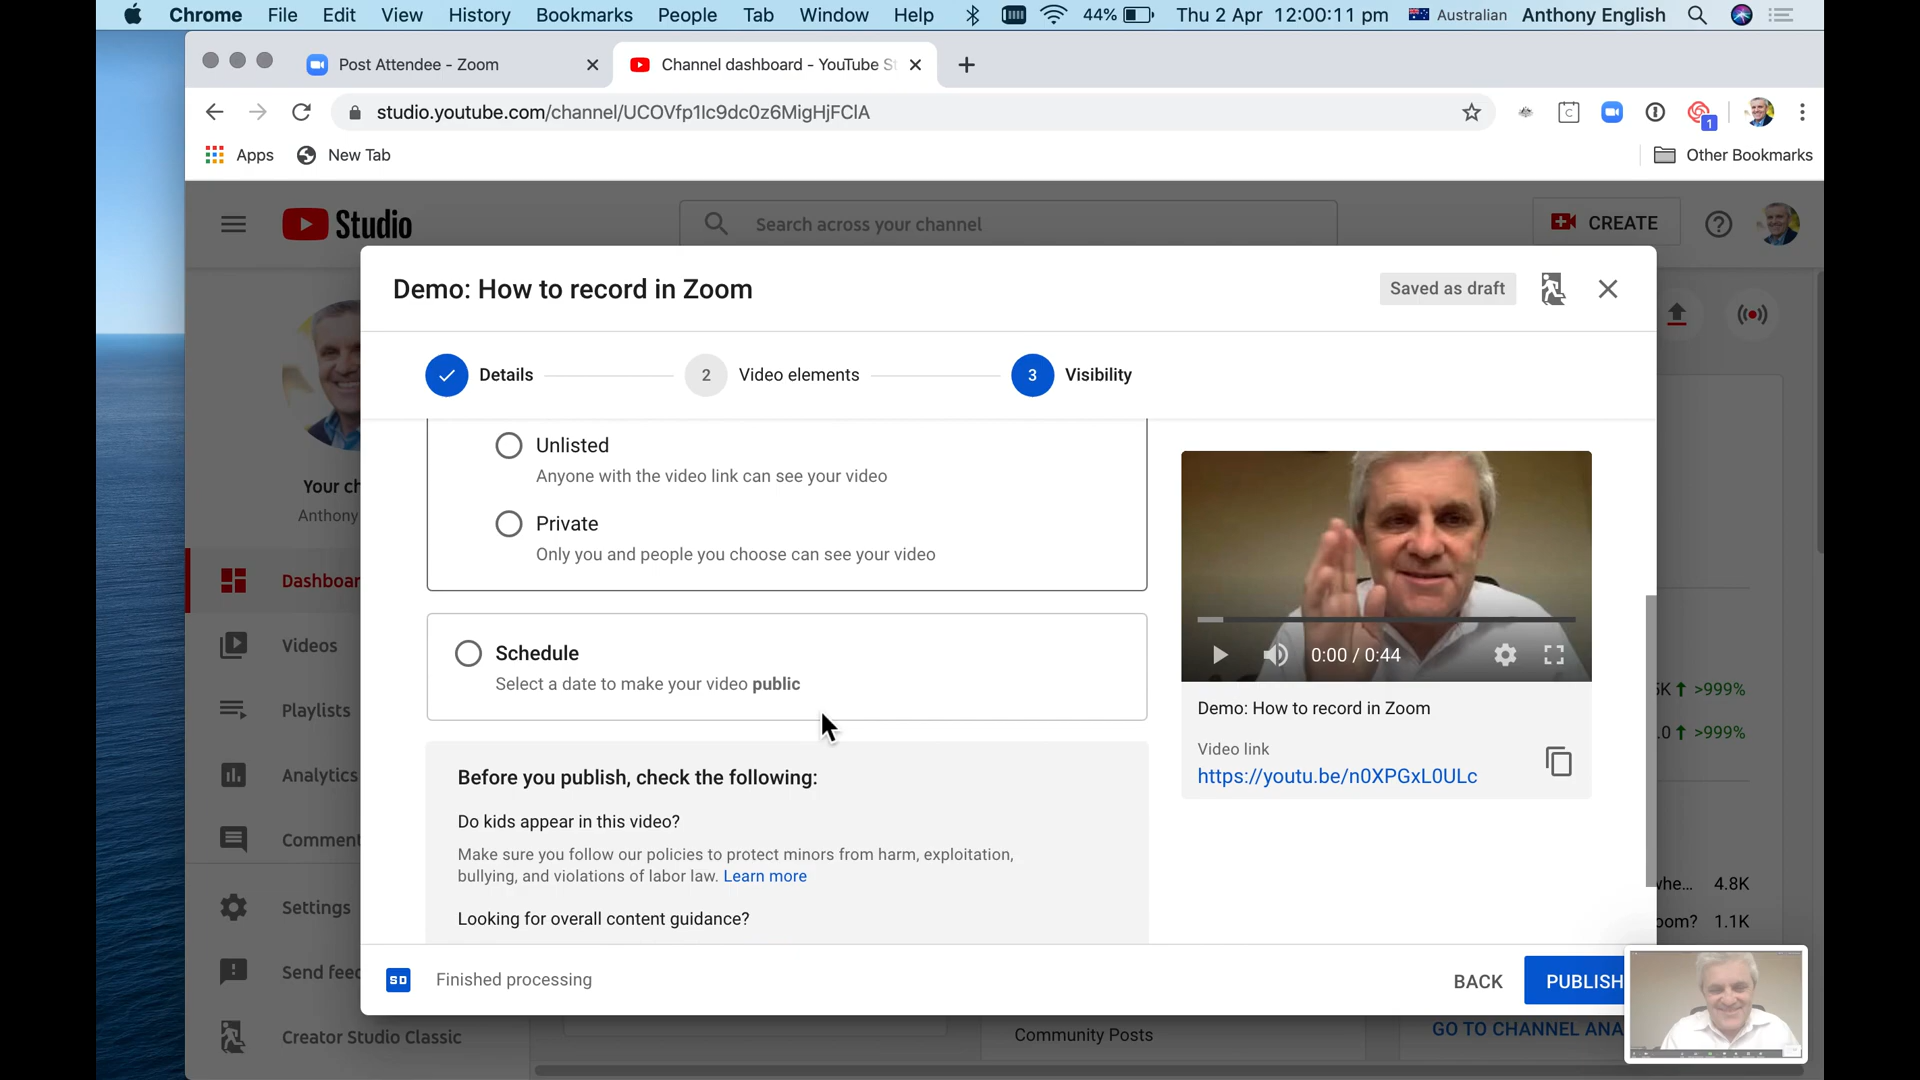 Chrome File Edit View History Bookmarks People Tab Window Help 44% Thu 2 Apr 12:00:11 pm Australian Anthony English
Post Attendee - Zoom
Channel dashboard - YouTube S
studio.youtube.com/channel/UCOVfp1Ic9dc0z6MigHjFClA
C
1
Apps New Tab Other Bookmarks
Studio
Search across your channel
CREATE
Demo: How to record in Zoom
Saved as draft
Details
2 Video elements
3 Visibility
Unlisted
Anyone with the video link can see your video
Private
Only you and people you choose can see your video
Schedule
Select a date to make your video public
Before you publish, check the following:
Do kids appear in this video?
Make sure you follow our policies to protect minors from harm, exploitation,
bullying, and violations of labor law. Learn more
Looking for overall content guidance?
0:00 / 0:44
Demo: How to record in Zoom
Video link
https://youtu.be/n0XPGxL0ULc
SD Finished processing
BACK
PUBLISH
Your ch
Anthony
Dashboar
Videos
Playlists
Analytics
Comment
Settings
Send feed
Creator Studio Classic
K >999%
.0 >999%
whe... 4.8K
oom? 1.1K
Community Posts
GO TO CHANNEL ANA